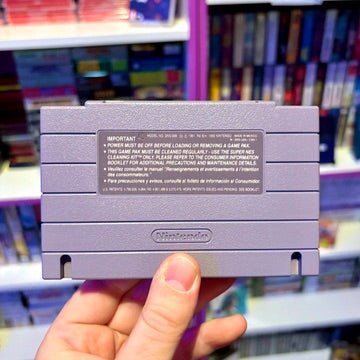 IMPORTANT:
• POWER MUST BE OFF BEFORE LOADING OR REMOVING A GAME PAK.
• THIS GAME PAK MUST BE CLEANED REGULARLY - USE THE SUPER NES
CLEANING KIT™ ONLY. PLEASE REFER TO THE CONSUMER INFORMATION
BOOKLET FOR ADDITIONAL PRECAUTIONS AND MAINTENANCE DETAILS.
• Veuillez consulter le manuel "Renseignements et avertissements à l'intention
des consommateurs".
• Para precauciones y avisos, consulta el folleto de información al Consumidor.
Nintendo